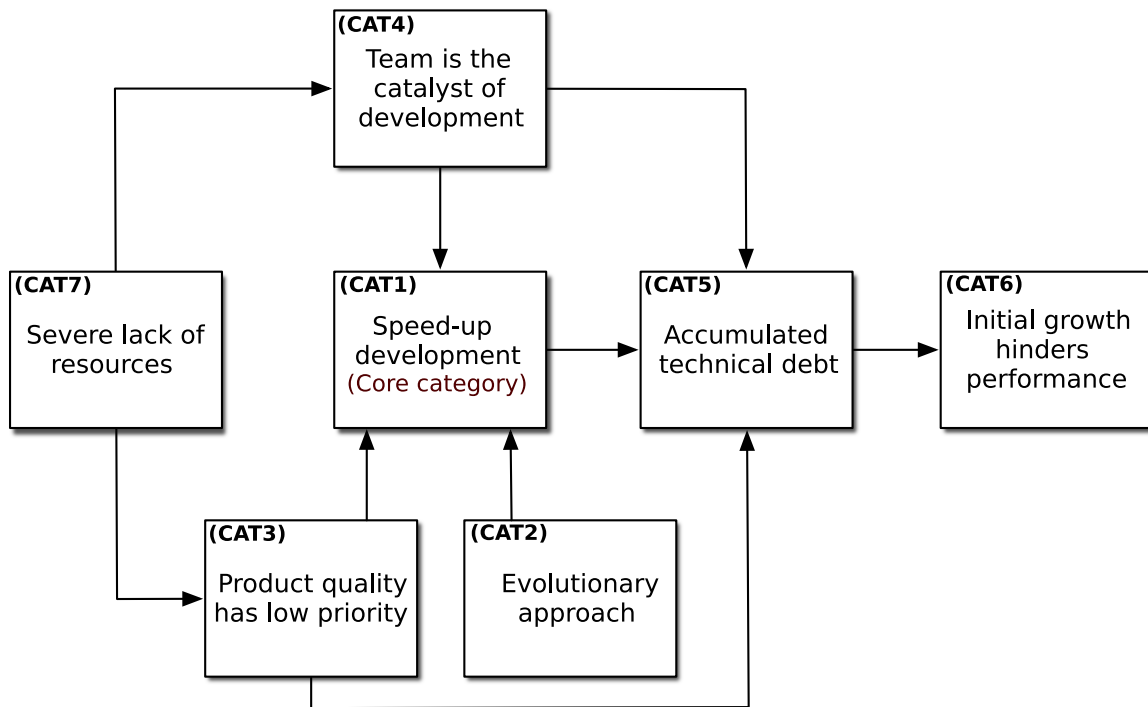 (CAT4)
Team is the
catalyst of
development
(CAT7)
Severe lack of
resources
(CAT1)
Speed-up
development
(Core category)
(CAT5)
Accumulated
technical debt
(CAT6)
Initial growth
hinders
performance
(CAT3)
Product quality
has low priority
(CAT2)
Evolutionary
approach